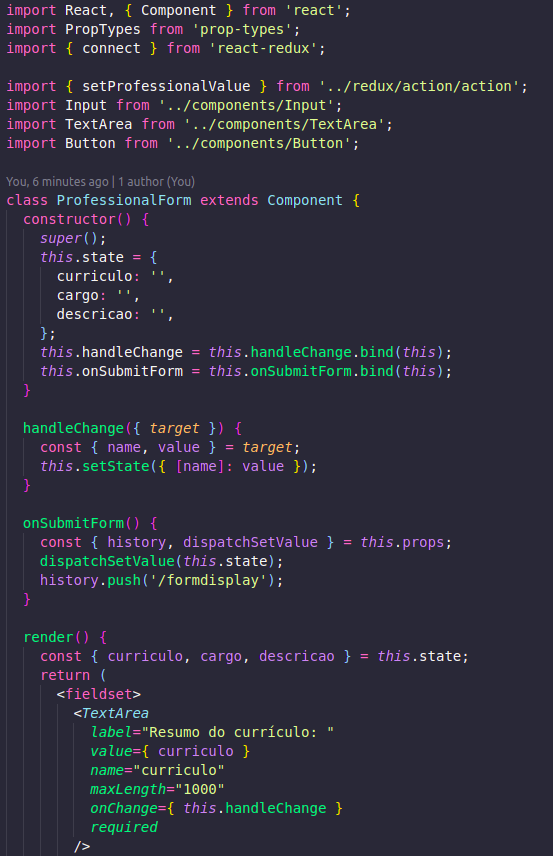 import React, { Component } from 'react';
import PropTypes from 'prop-types';
import { connect } from 'react-redux';

import { setProfessionalValue } from '../redux/action/action';
import Input from '../components/Input';
import TextArea from '../components/TextArea';
import Button from '../components/Button';

You, 6 minutes ago | 1 author (You)
class ProfessionalForm extends Component {
  constructor() {
    super();
    this.state = {
      curriculo: '',
      cargo: '',
      descricao: '',
    };
    this.handleChange = this.handleChange.bind(this);
    this.onSubmitForm = this.onSubmitForm.bind(this);
  }

  handleChange({ target }) {
    const { name, value } = target;
    this.setState({ [name]: value });
  }

  onSubmitForm() {
    const { history, dispatchSetValue } = this.props;
    dispatchSetValue(this.state);
    history.push('/formdisplay');
  }

  render() {
    const { curriculo, cargo, descricao } = this.state;
    return (
      <fieldset>
        <TextArea
          label="Resumo do currículo: "
          value={ curriculo }
          name="curriculo"
          maxLength="1000"
          onChange={ this.handleChange }
          required
        />